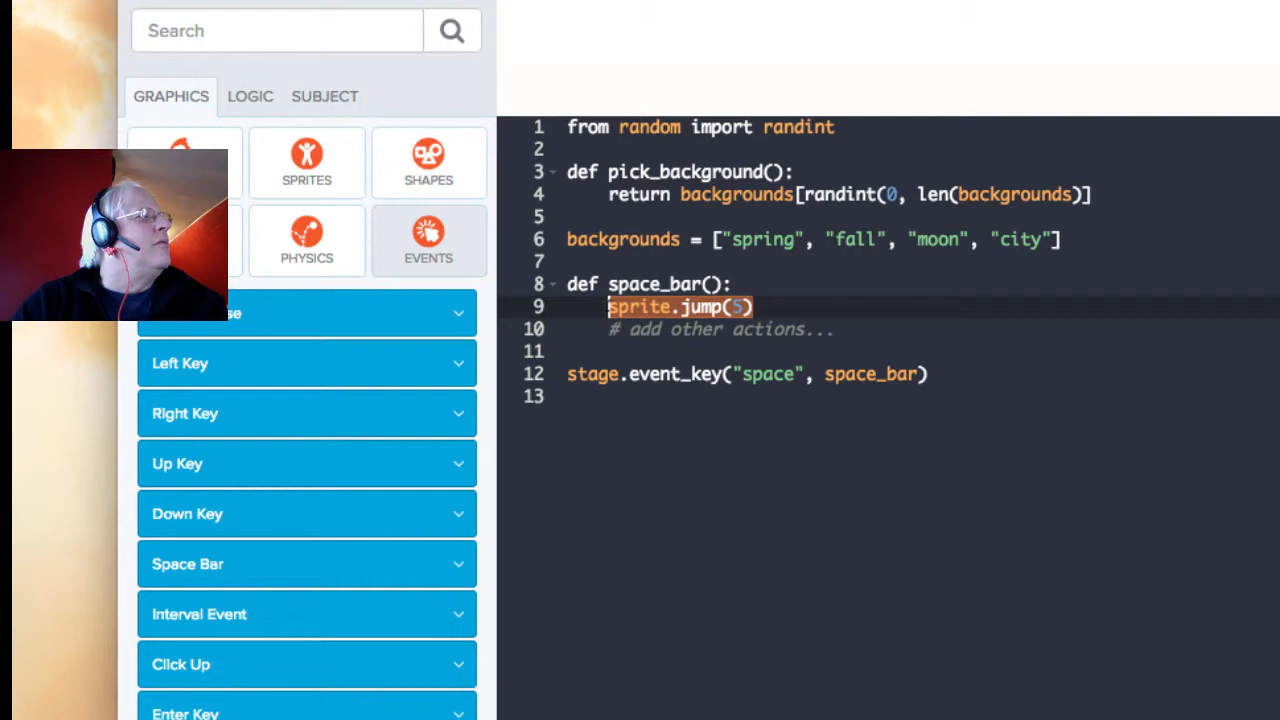 Search
GRAPHICS LOGIC SUBJECT
SPRITES SHAPES
PHYSICS EVENTS
se
Left Key
Right Key
Up Key
Down Key
Space Bar
Interval Event
Click Up
Enter Key
1 from random import randint
2
3 def pick_background():
4 return backgrounds[randint(0, len(backgrounds)]
5
6 backgrounds = ["spring", "fall", "moon", "city"]
7
8 def space_bar():
9 sprite.jump(5)
10 # add other actions...
11
12 stage.event_key("space", space_bar)
13